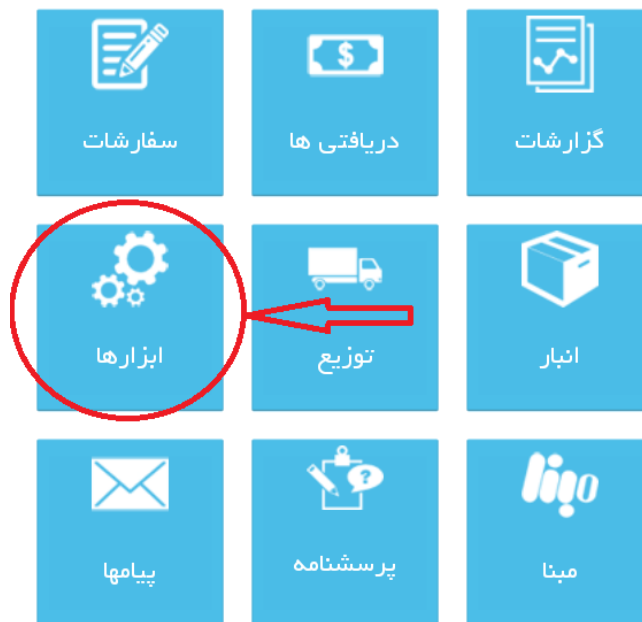 گزارشات
دریافتی ها
سفارشات
انبار
توزیع
ابزارها
مبنا
پرسشنامه
پیامها